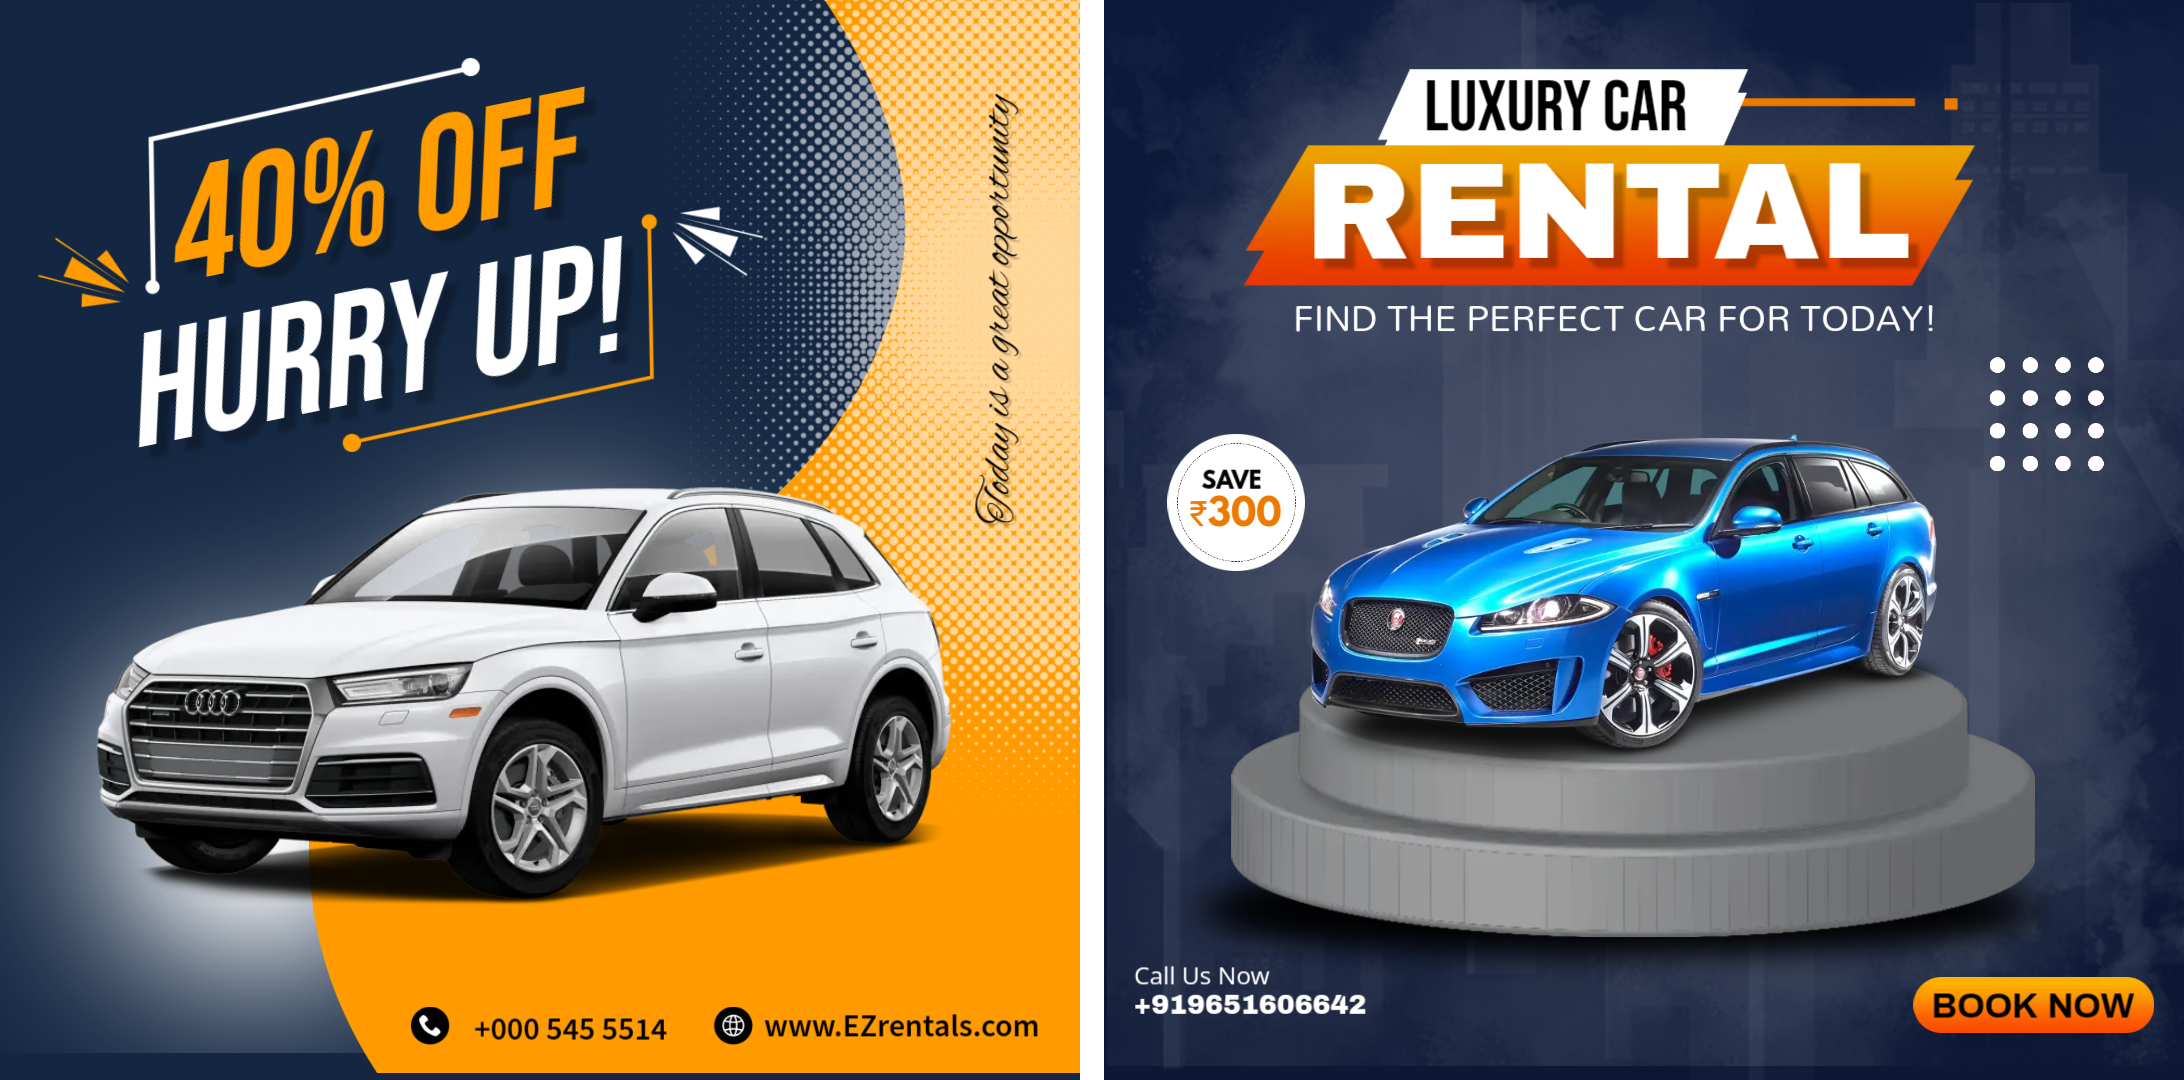 40% OFF
HURRY UP!
Today is a great opportunity
+000 545 5514
www.EZrentals.com
LUXURY CAR
RENTAL
FIND THE PERFECT CAR FOR TODAY!
SAVE
₹300
Call Us Now
+919651606642
BOOK NOW